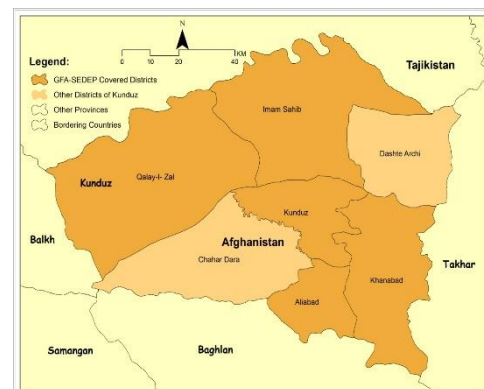 N
0 10 20 40
KM
Legend:
GFA-SEDEP Covered Districts
Other Districts of Kunduz
Other Provinces
Bordering Countries
Tajikistan
Imam Sahib
Dashte Archi
Kunduz
Qalay-I- Zal
Kunduz
Afghanistan
Chahar Dara
Balkh
Takhar
Khanabad
Aliabad
Samangan
Baghlan